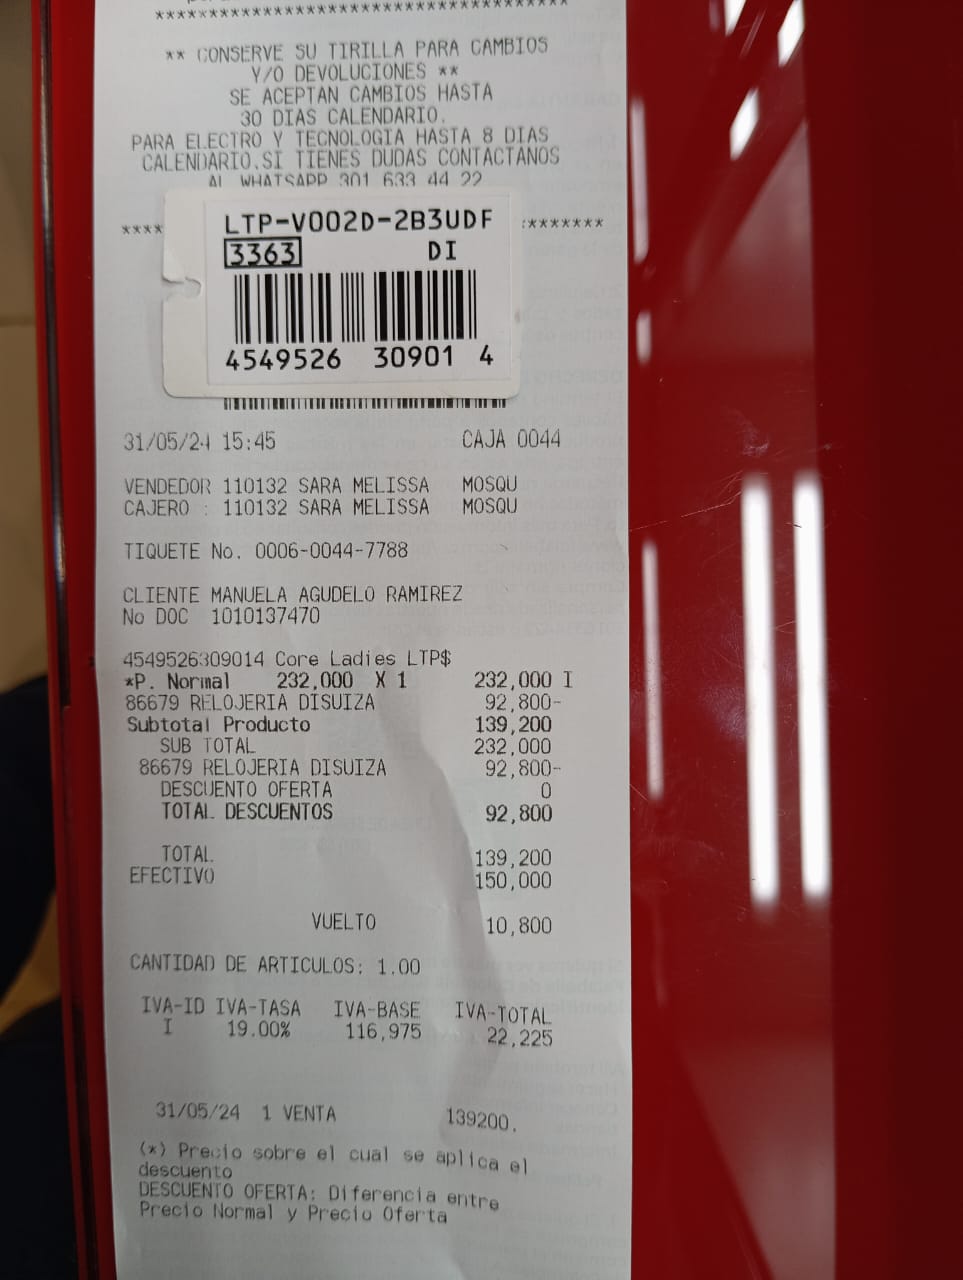 ************************************
** CONSERVE SU TIRILLA PARA CAMBIOS
Y/O DEVOLUCIONES **
SE ACEPTAN CAMBIOS HASTA
30 DIAS CALENDARIO.
PARA ELECTRO Y TECNOLOGIA HASTA 8 DIAS
CALENDARIO.SI TIENES DUDAS CONTACTANOS
AL WHATSAPP 301 633 44 22
LTP-V002D-2B3UDF
3363 DI
4549526 30901 4
31/05/24 15:45 CAJA 0044
VENDEDOR 110132 SARA MELISSA MOSQU
CAJERO : 110132 SARA MELISSA MOSQU
TIQUETE No. 0006-0044-7788
CLIENTE MANUELA AGUDELO RAMIREZ
No DOC 1010137470
4549526309014 Core Ladies LTP$
*P. Normal 232,000 X 1 232,000 I
86679 RELOJERIA DISUIZA 92,800-
Subtotal Producto 139,200
SUB TOTAL 232,000
86679 RELOJERIA DISUIZA 92,800-
DESCUENTO OFERTA 0
TOTAL DESCUENTOS 92,800
TOTAL 139,200
EFECTIVO 150,000
VUELTO 10,800
CANTIDAD DE ARTICULOS: 1.00
IVA-ID IVA-TASA IVA-BASE IVA-TOTAL
I 19.00% 116,975 22,225
31/05/24 1 VENTA 139200.
(*) Precio sobre el cual se aplica el
descuento
DESCUENTO OFERTA: Diferencia entre
Precio Normal y Precio Oferta